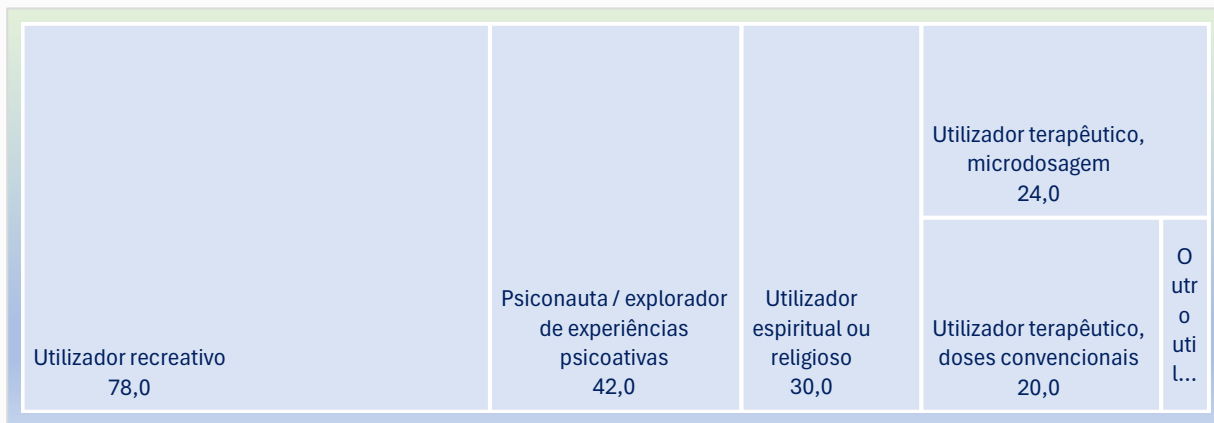 Utilizador recreativo
78,0
Psiconauta / explorador
de experiências
psicoativas
42,0
Utilizador
espiritual ou
religioso
30,0
Utilizador terapêutico,
microdosagem
24,0
Utilizador terapêutico,
doses convencionais
20,0
O
utr
o
uti
l...